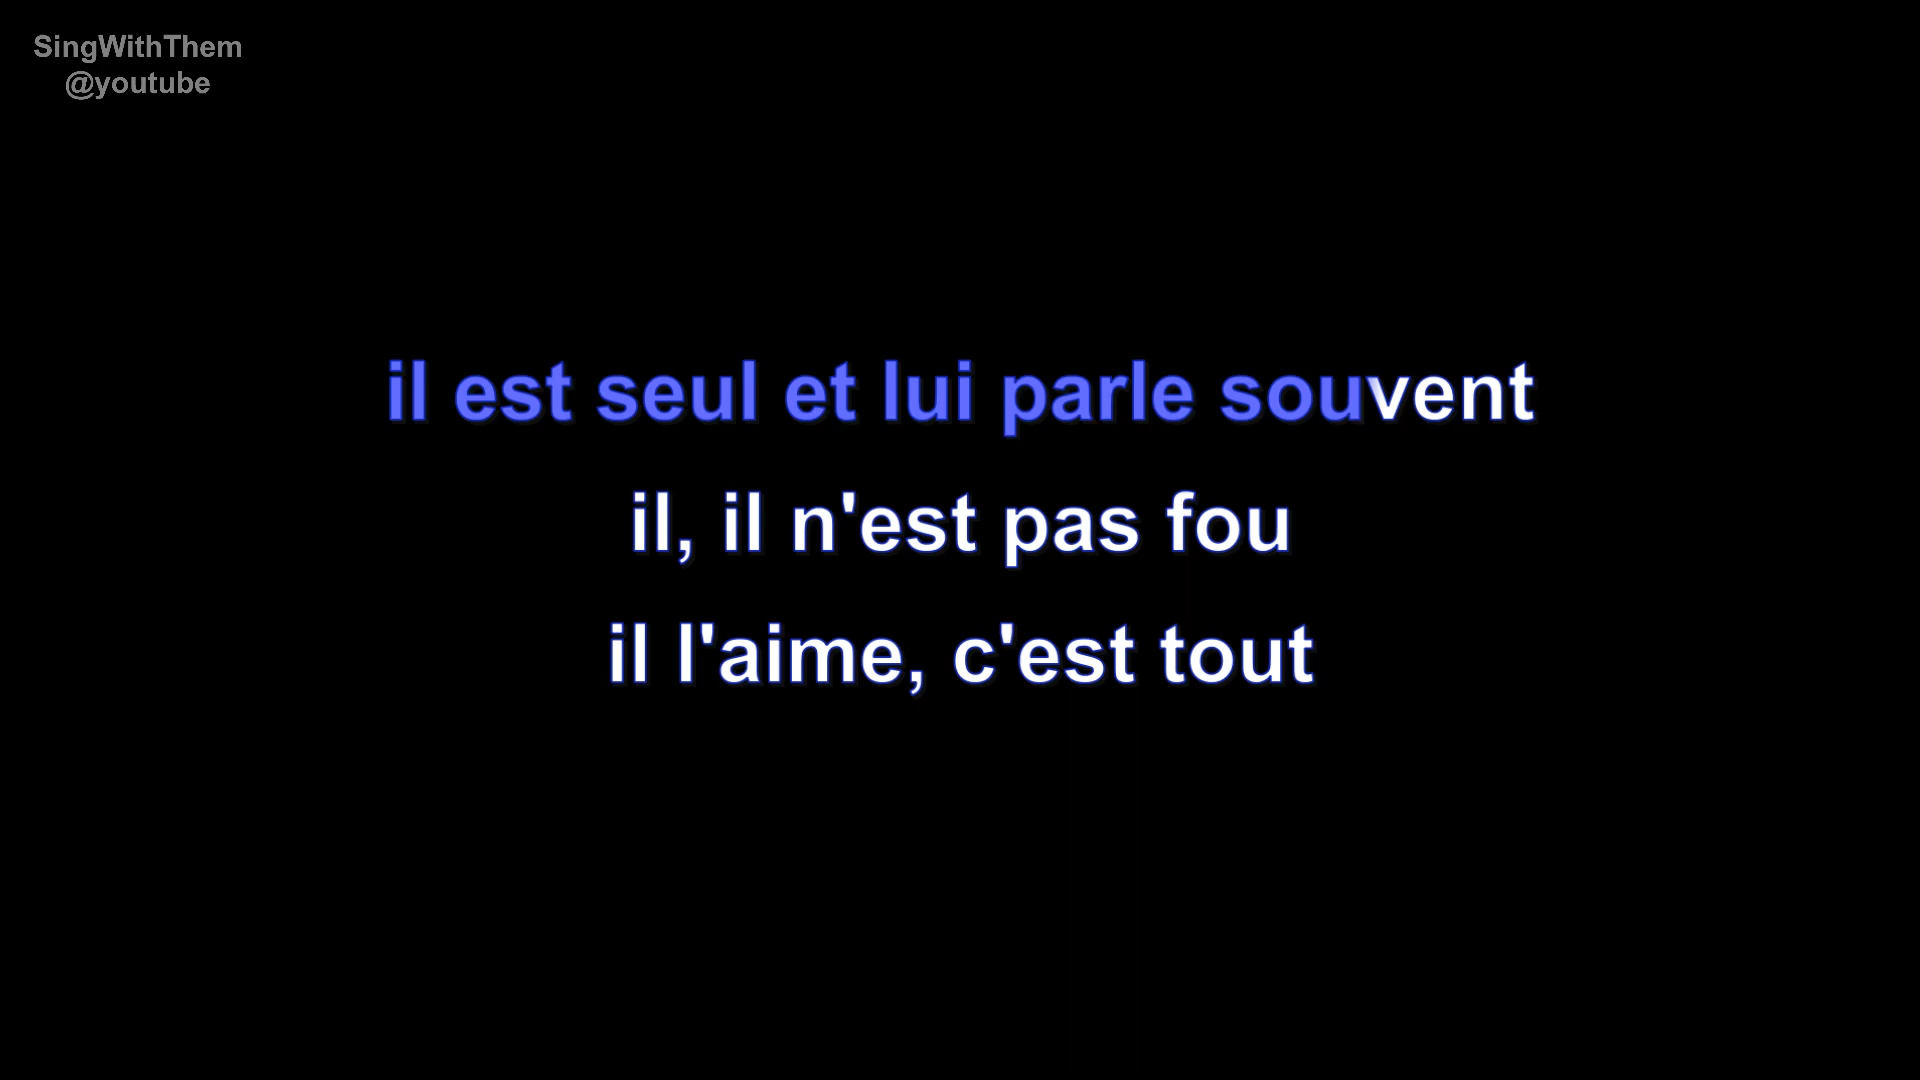 SingWithThem
@youtube
il est seul et lui parle souvent
il, il n'est pas fou
il l'aime, c'est tout